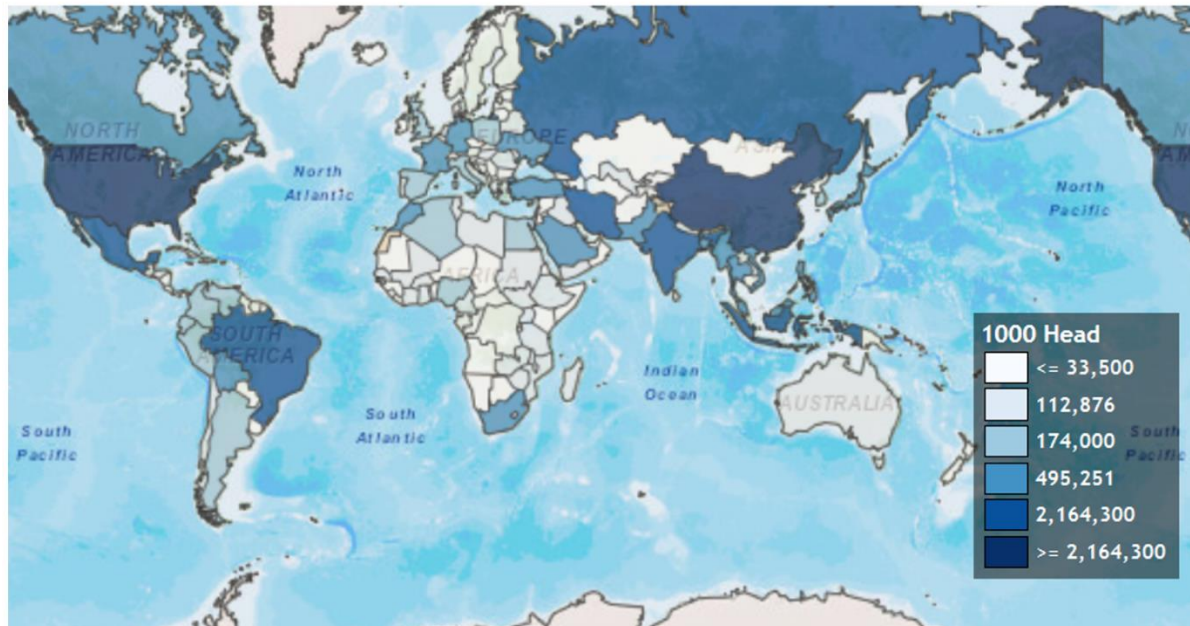 NORTH
AMERICA
North
Atlantic
EUROPE
ASIA
North
Pacific
N
AM
AFRICA
SOUTH
AMERICA
Indian
Ocean
AUSTRALIA
South
Pacific
South
Atlantic
South
Pacific
1000 Head
<= 33,500
112,876
174,000
495,251
2,164,300
>= 2,164,300